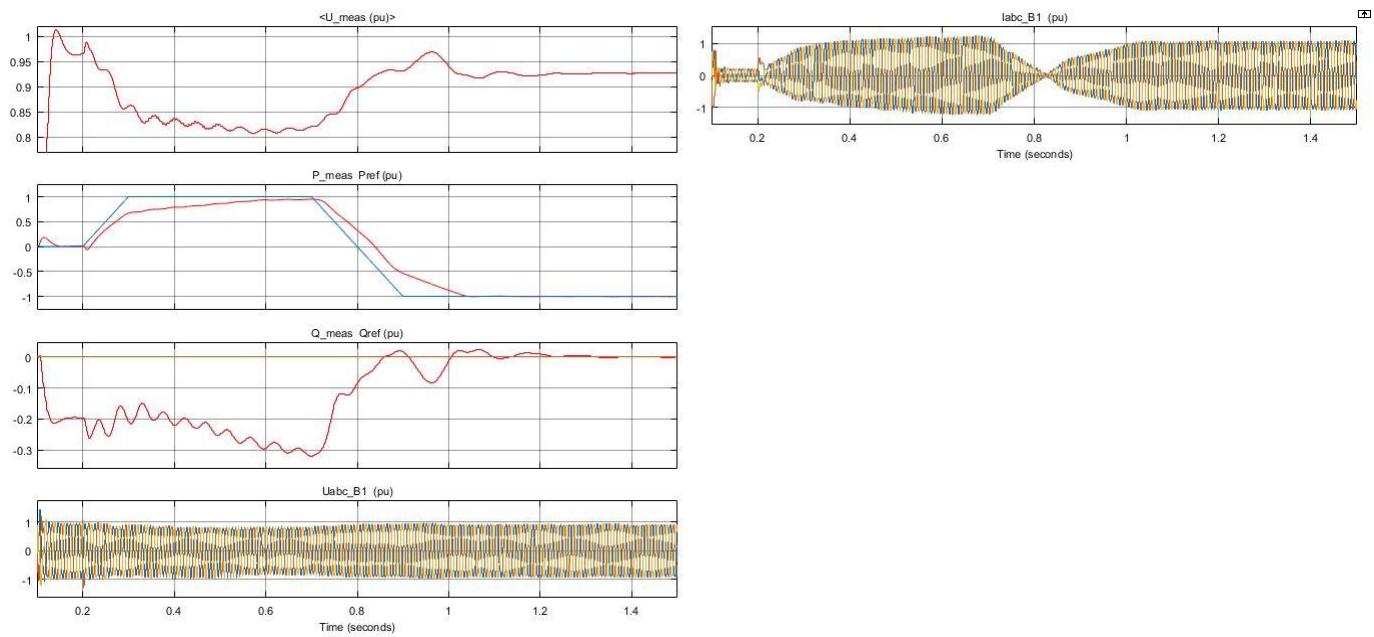 <U_meas (pu)>
1
0.95
0.9
0.85
0.8
P_meas Pref (pu)
1
0.5
0
-0.5
-1
Q_meas Qref (pu)
0
-0.1
-0.2
-0.3
Uabc_B1 (pu)
1
0
-1
0.2 0.4 0.6 0.8 1 1.2 1.4
Time (seconds)
Iabc_B1 (pu)
1
0
-1
0.2 0.4 0.6 0.8 1 1.2 1.4
Time (seconds)